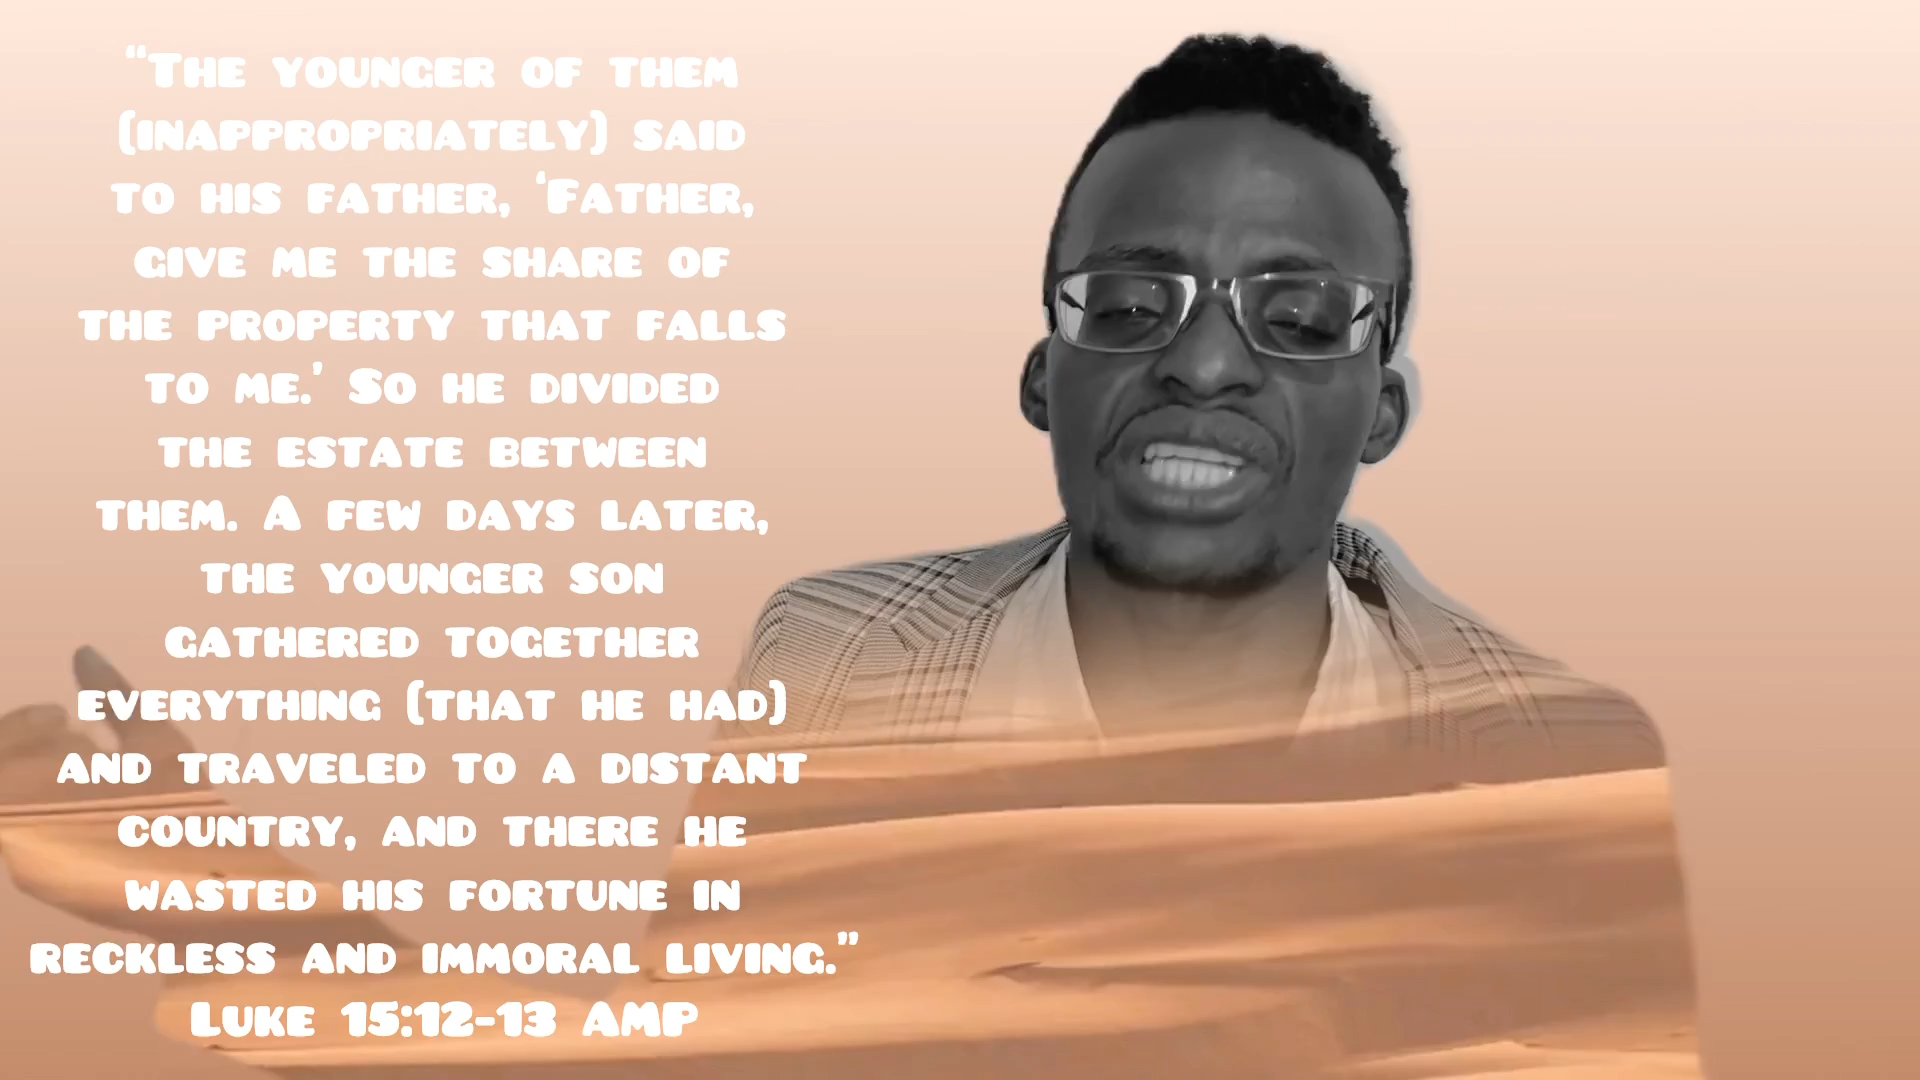 “The younger of them
(inappropriately) said
to his father, ‘Father,
give me the share of
the property that falls
to me.’ So he divided
the estate between
them. A few days later,
the younger son
gathered together
everything (that he had)
and traveled to a distant
country, and there he
wasted his fortune in
reckless and immoral living.”
Luke 15:12-13 AMP